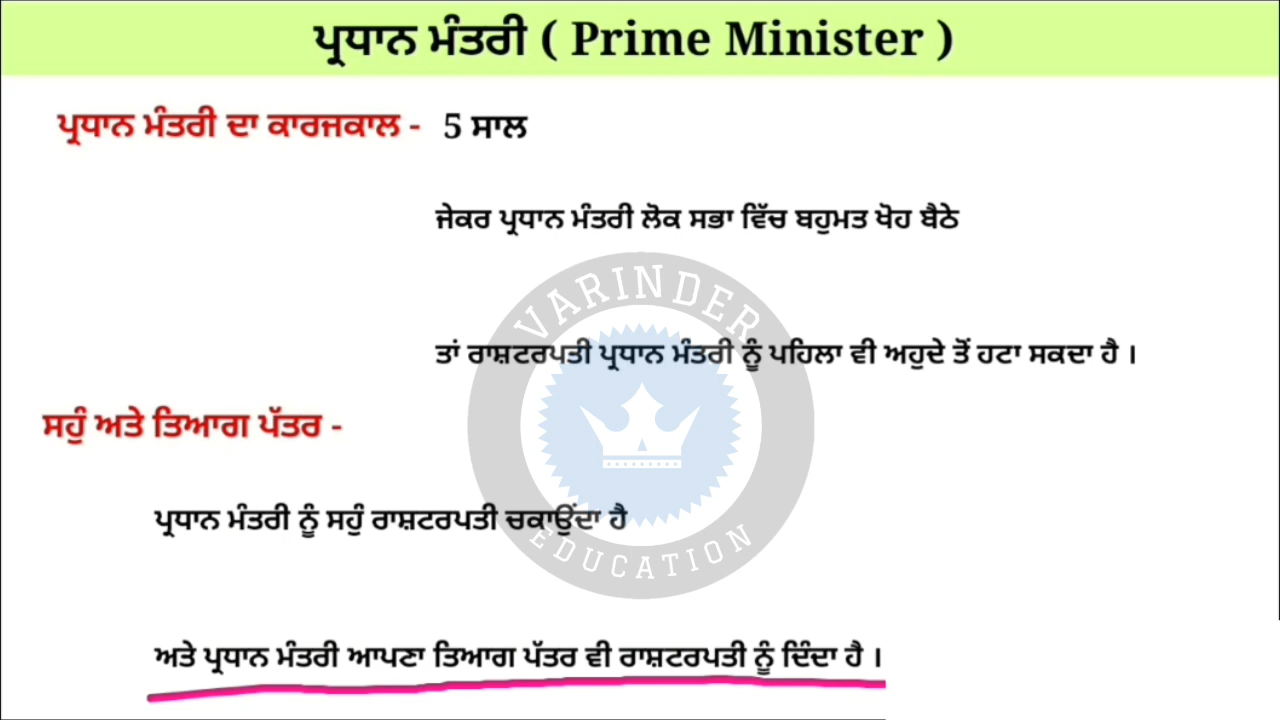 ਪ੍ਰਧਾਨ ਮੰਤਰੀ ( Prime Minister )
ਪ੍ਰਧਾਨ ਮੰਤਰੀ ਦਾ ਕਾਰਜਕਾਲ - 5 ਸਾਲ
ਜੇਕਰ ਪ੍ਰਧਾਨ ਮੰਤਰੀ ਲੋਕ ਸਭਾ ਵਿੱਚ ਬਹੁਮਤ ਖੋਹ ਬੈਠੇ
VARINDER
ਤਾਂ ਰਾਸ਼ਟਰਪਤੀ ਪ੍ਰਧਾਨ ਮੰਤਰੀ ਨੂੰ ਪਹਿਲਾ ਵੀ ਅਹੁਦੇ ਤੋਂ ਹਟਾ ਸਕਦਾ ਹੈ ।
ਸਹੁੰ ਅਤੇ ਤਿਆਗ ਪੱਤਰ -
ਪ੍ਰਧਾਨ ਮੰਤਰੀ ਨੂੰ ਸਹੁੰ ਰਾਸ਼ਟਰਪਤੀ ਚਕਾਉਂਦਾ ਹੈ
EDUCATION
ਅਤੇ ਪ੍ਰਧਾਨ ਮੰਤਰੀ ਆਪਣਾ ਤਿਆਗ ਪੱਤਰ ਵੀ ਰਾਸ਼ਟਰਪਤੀ ਨੂੰ ਦਿੰਦਾ ਹੈ ।